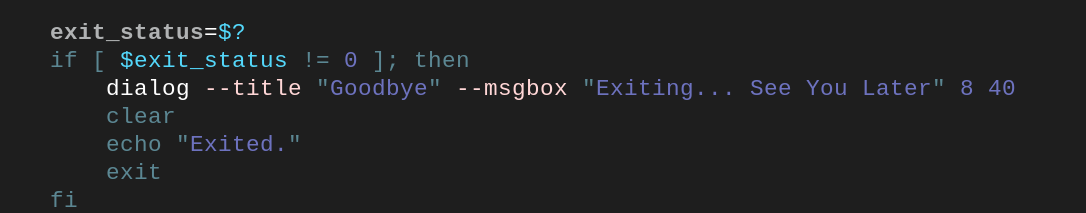 exit_status=$?
if [ $exit_status != 0 ]; then
    dialog --title "Goodbye" --msgbox "Exiting... See You Later" 8 40
    clear
    echo "Exited."
    exit
fi